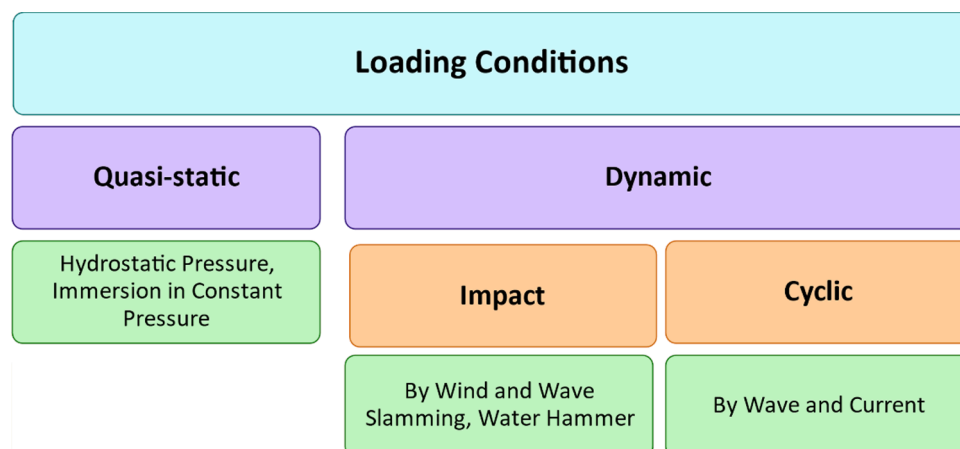 Loading Conditions
Quasi-static
Dynamic
Hydrostatic Pressure,
Immersion in Constant
Pressure
Impact
Cyclic
By Wind and Wave
Slamming, Water Hammer
By Wave and Current